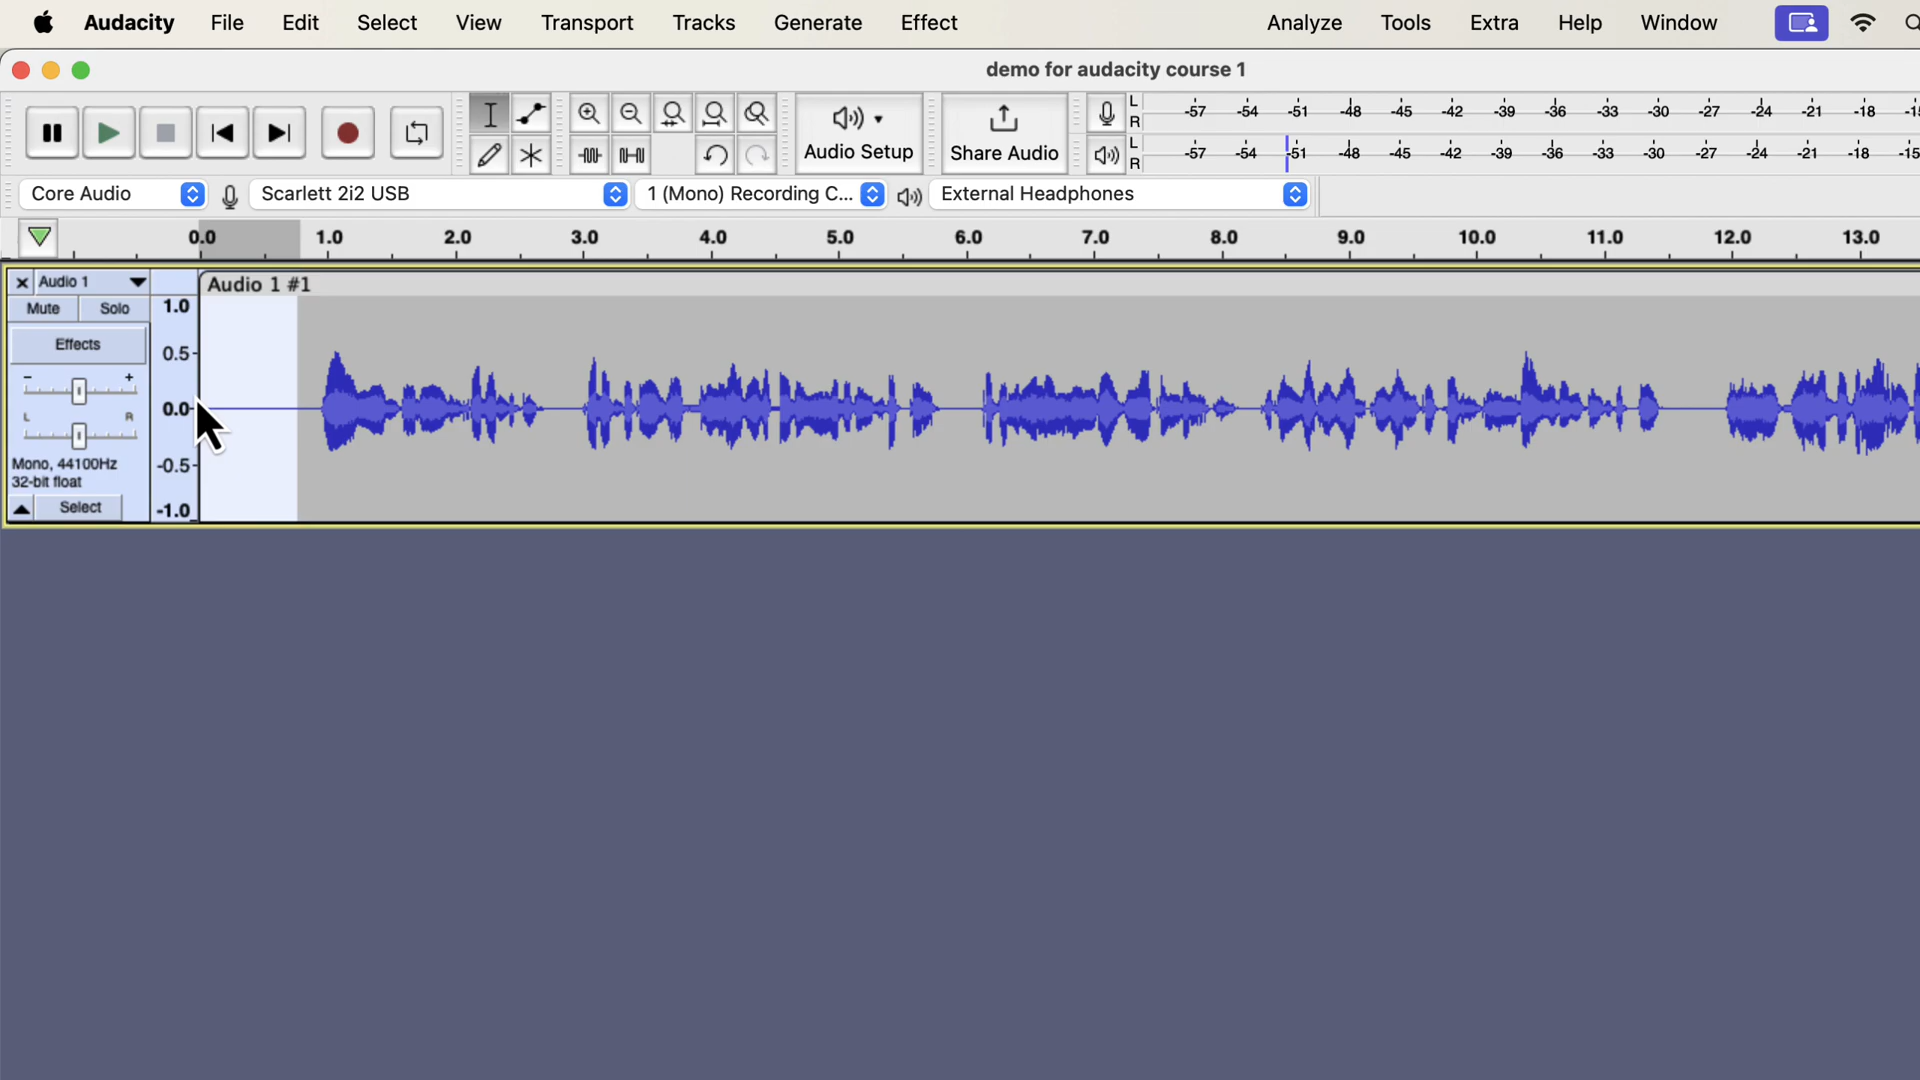 Audacity File Edit Select View Transport Tracks Generate Effect Analyze Tools Extra Help Window
demo for audacity course 1
L -57 -54 -51 -48 -45 -42 -39 -36 -33 -30 -27 -24 -21 -18
R
Audio Setup Share Audio
L -57 -54 -51 -48 -45 -42 -39 -36 -33 -30 -27 -24 -21 -18
R
Core Audio Scarlett 2i2 USB 1 (Mono) Recording C... External Headphones
0.0 1.0 2.0 3.0 4.0 5.0 6.0 7.0 8.0 9.0 10.0 11.0 12.0 13.0
Audio 1 Audio 1 #1
Mute Solo 1.0
Effects 0.5
- +
L R 0.0
Mono, 44100Hz -0.5
32-bit float
Select -1.0